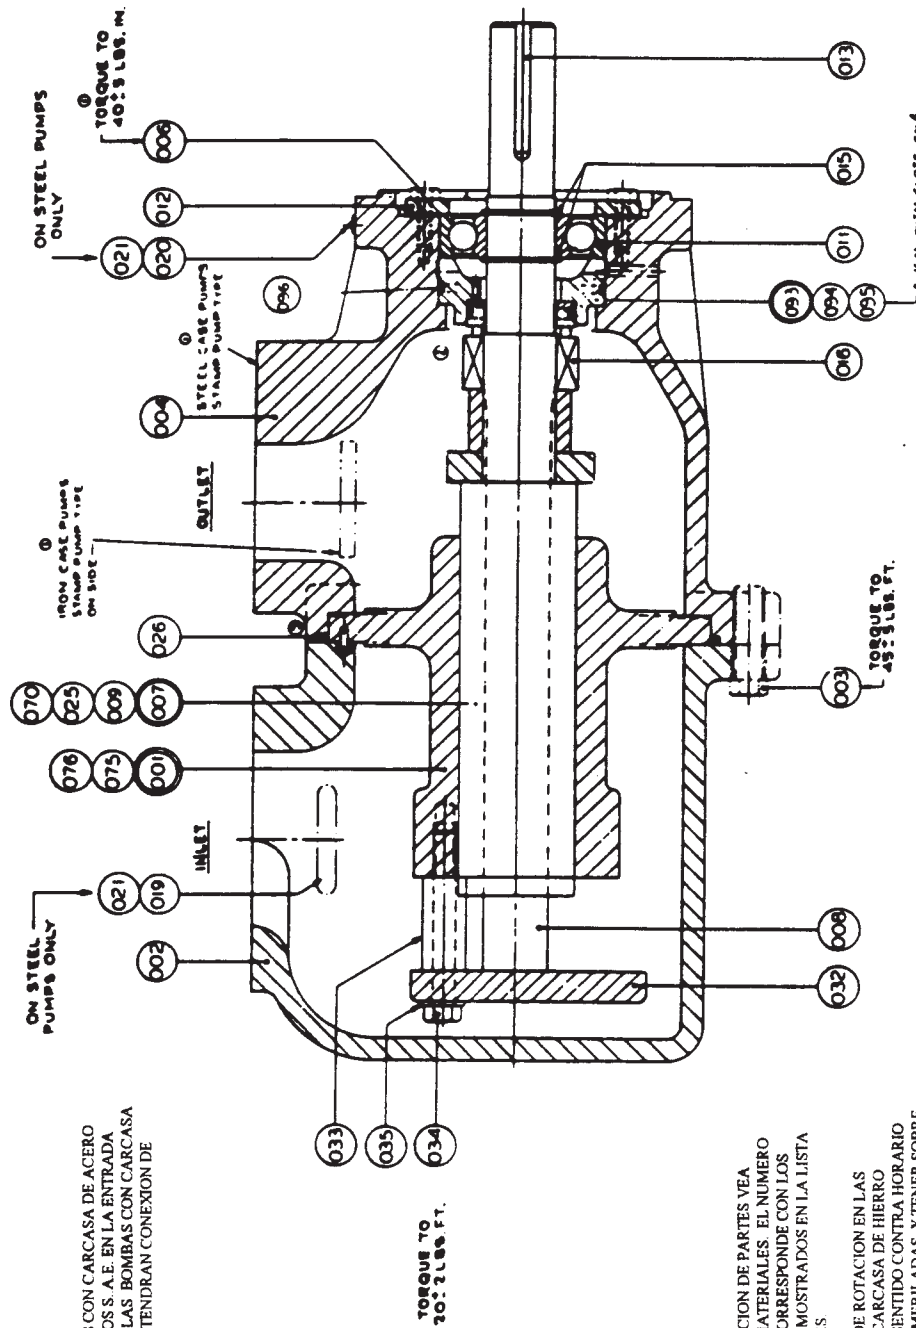 ON STEEL PUMPS
ONLY
①
TORQUE TO
40±5 LBS. IN.
021
020
012
006
013
015
011
093
094
095
016
096
①
STEEL CASE PUMPS
STAMP PUMP TYPE
004
OUTLET
①
IRON CASE PUMPS
STAMP PUMP TYPE
ON SIDE
026
070
025
009
007
076
075
001
003
TORQUE TO
45±5 LBS. FT.
INLET
ON STEEL
PUMPS ONLY
021
019
002
008
032
033
035
034
TORQUE TO
20±2 LBS. FT.
CON CARCASA DE ACERO
OS S. A.E. EN LA ENTRADA
LAS BOMBAS CON CARCASA
TENDRAN CONEXION DE
CION DE PARTES VEA
ATERIALES. EL NUMERO
ORRESPONDE CON LOS
MOSTRADOS EN LA LISTA
DE ROTACION EN LAS
CARCASA DE HIERRO
ENTIDO CONTRA HORARIO